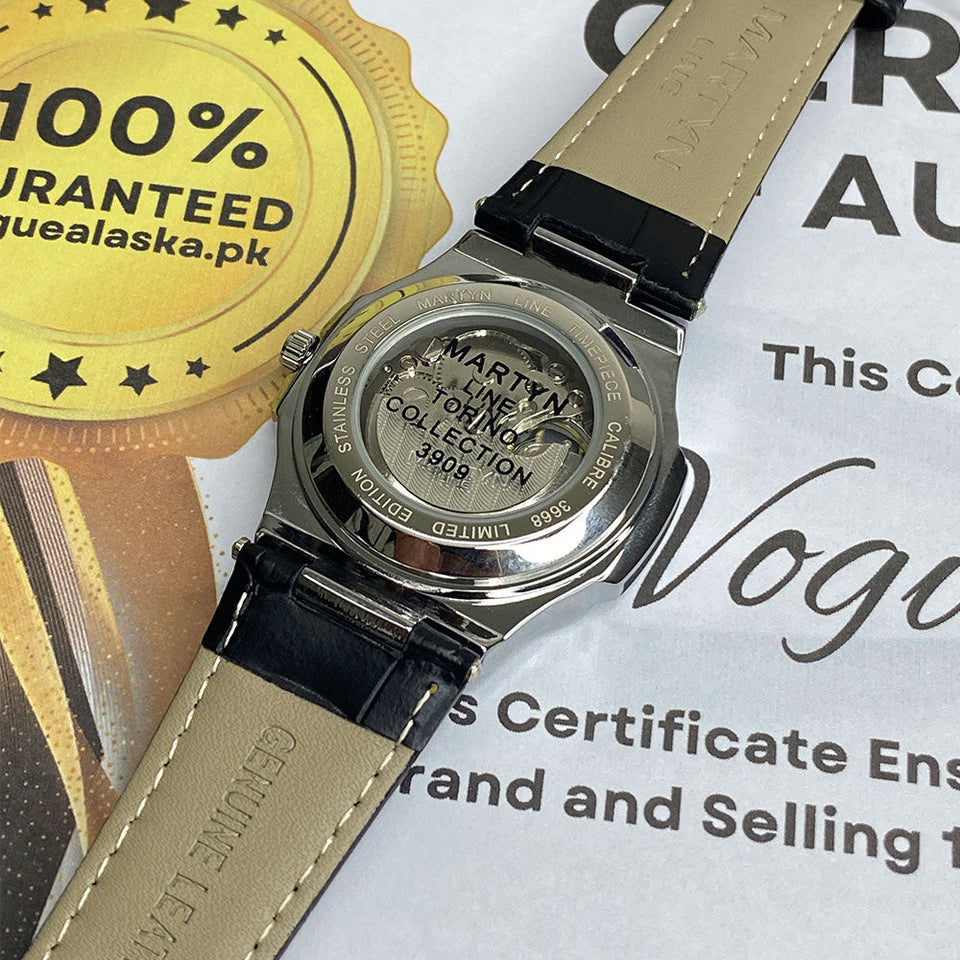 100%
URANTEED
guealaska.pk
MARTYN
LINE
AU
This
Vogu
STAINLESS STEEL MARTYN LINE TIMEPIECE CALIBRE 3668 LIMITED EDITION
MARTYN
LINE
TORINO
COLLECTION
3909
s Certificate Ens
rand and Selling
GENUINE LEAT